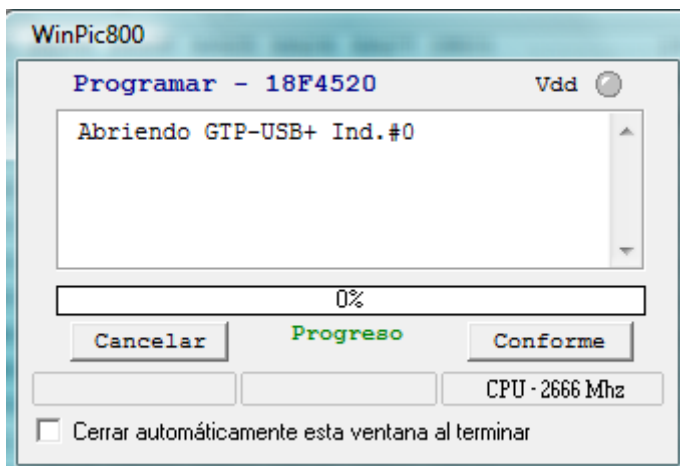 WinPic800
Programar - 18F4520
Vdd
Abriendo GTP-USB+ Ind.#0
0%
Cancelar
Progreso
Conforme
CPU - 2666 Mhz
Cerrar automáticamente esta ventana al terminar